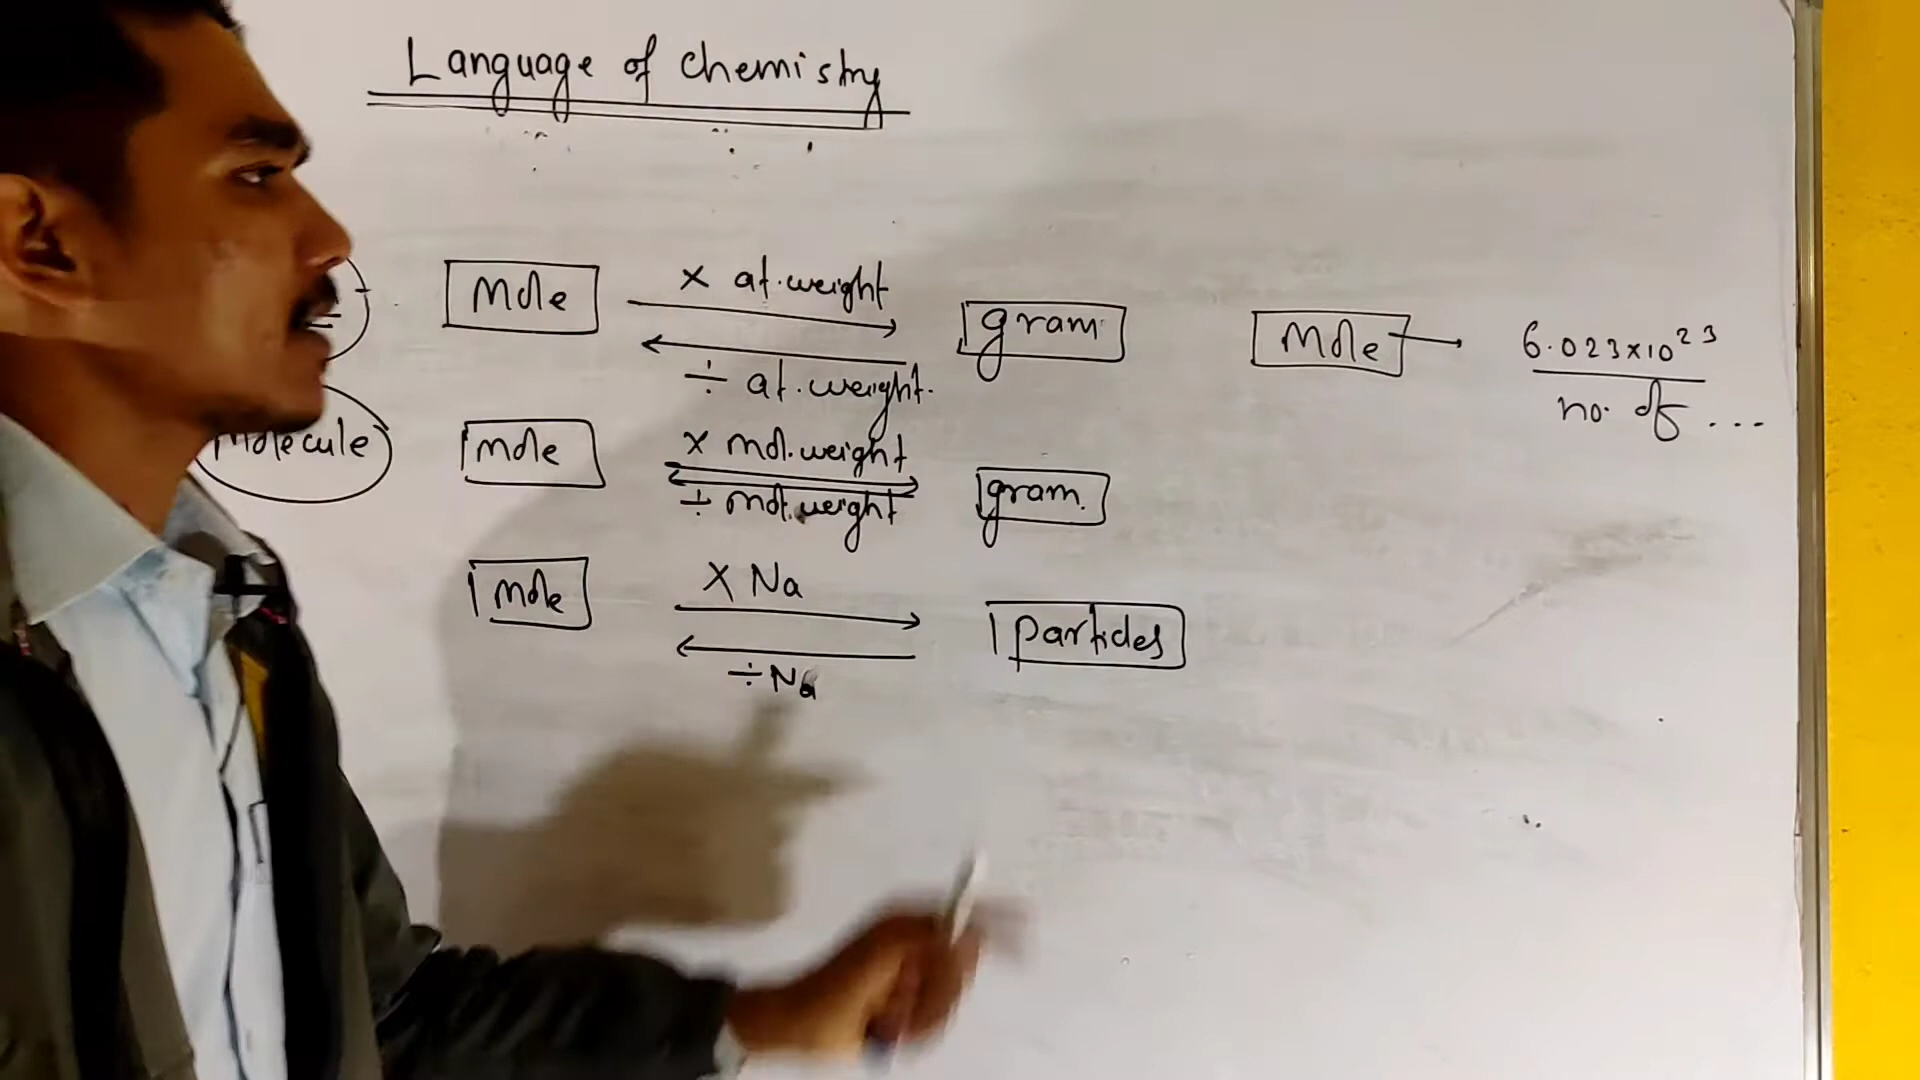 Language of chemistry
Mole
× at.weight
÷ at.weight.
gram
Mole → 6.023×10²³
no. of ...
Molecule
mole
× mol.weight
÷ mol.weight
gram.
mole
× Na
÷ Na
particles